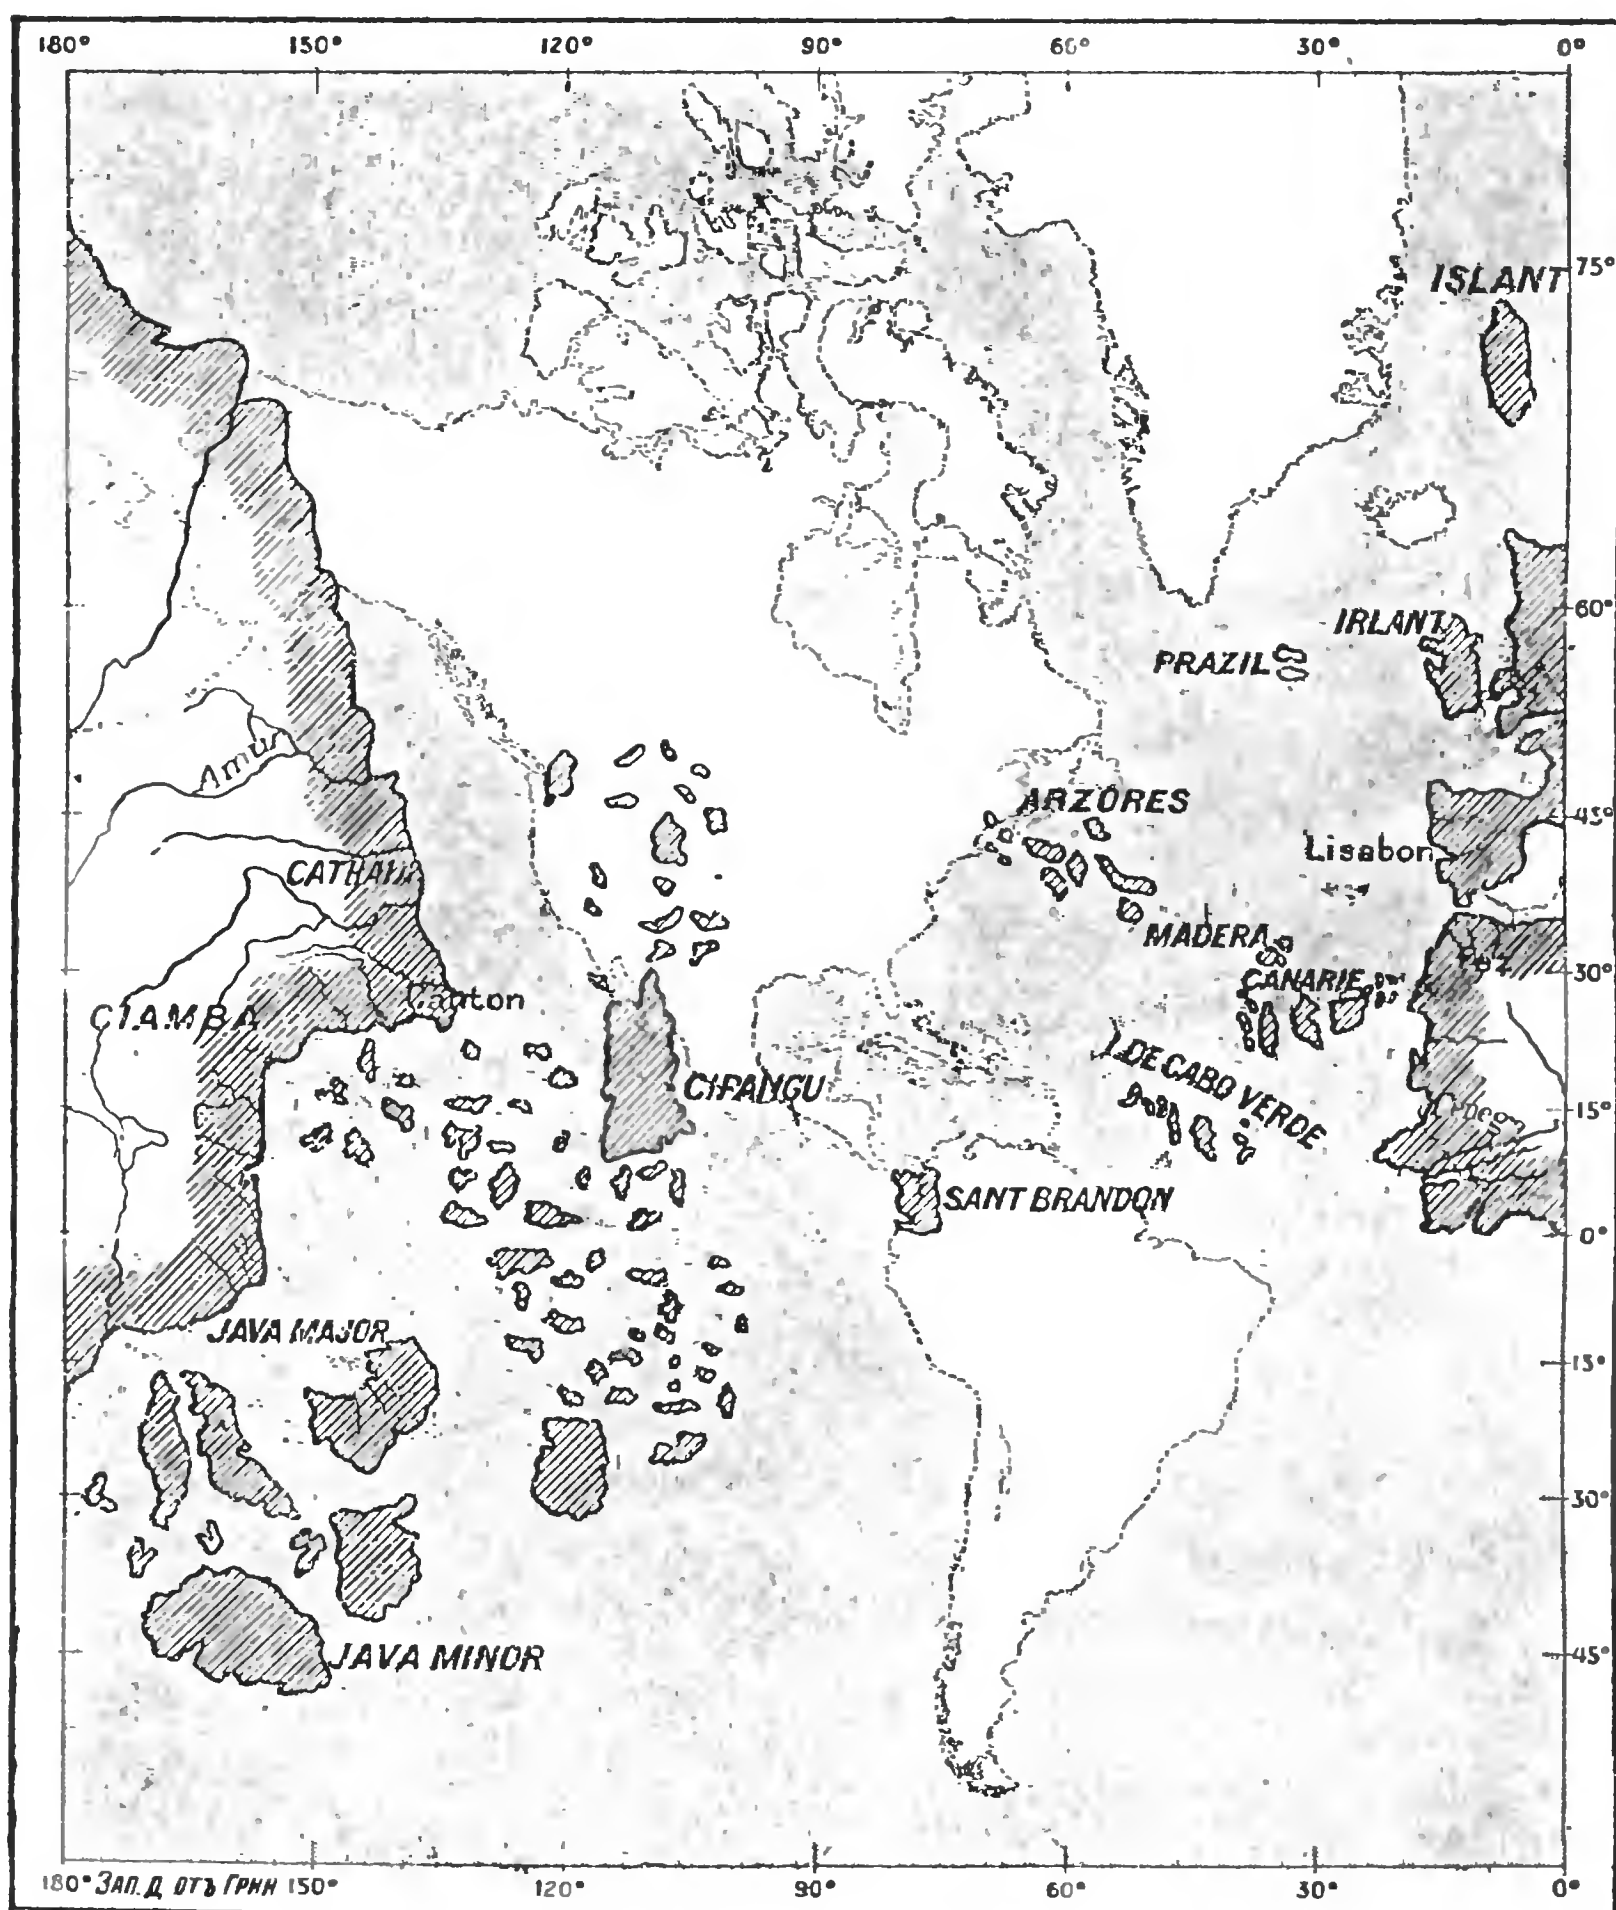 180° 150° 120° 90° 60° 30° 0°
75°
ISLANT
60°
IRLANT
PRAZIL
Amur
ARZORES
45°
Lisabon
CATHAYA
MADERA
30°
CANARIE
CIAMBA
Kanton
I. DE CABO VERDE
CIPANGU
15°
SANT BRANDON
0°
JAVA MAJOR
15°
30°
JAVA MINOR
45°
180° ЗАП. Д. ОТЪ ГРИН 150° 120° 90° 60° 30° 0°